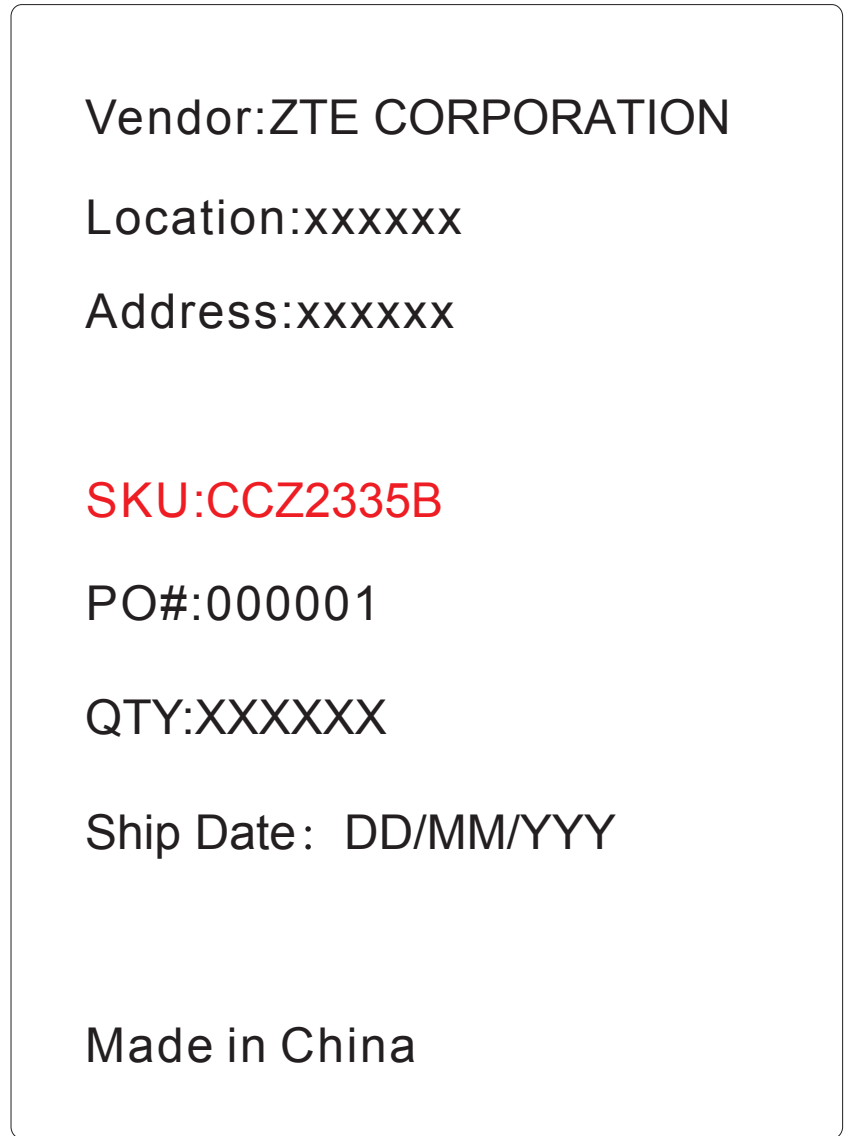 Vendor:ZTE CORPORATION
Location:xxxxxx
Address:xxxxxx
SKU:CCZ2335B
PO#:000001
QTY:XXXXXX
Ship Date：DD/MM/YYY
Made in China